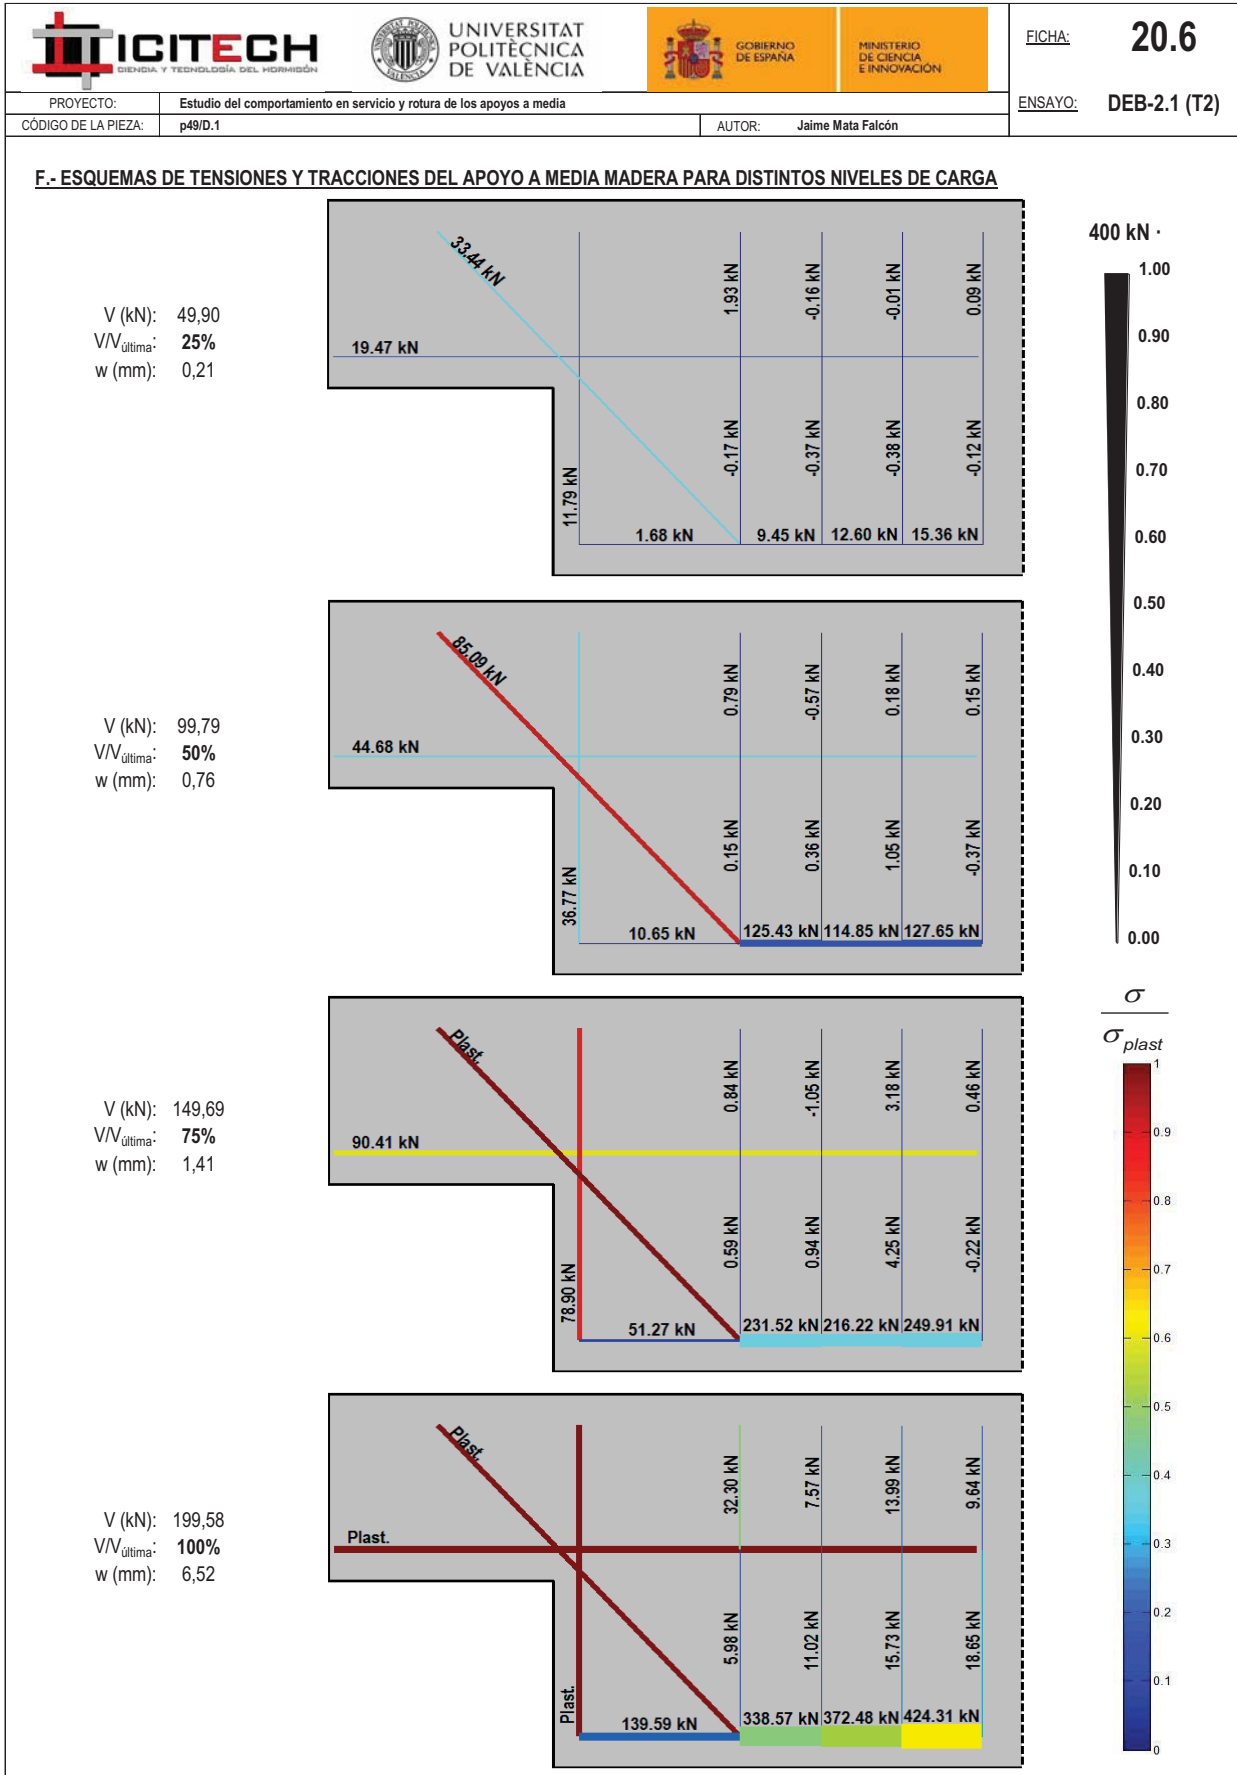 ICITECH
CIENCIA Y TECNOLOGÍA DEL HORMIGÓN
UNIVERSITAT
POLITÈCNICA
DE VALÈNCIA
GOBIERNO
DE ESPAÑA
MINISTERIO
DE CIENCIA
E INNOVACIÓN
FICHA: 20.6
PROYECTO: Estudio del comportamiento en servicio y rotura de los apoyos a media
ENSAYO: DEB-2.1 (T2)
CÓDIGO DE LA PIEZA: p49/D.1
AUTOR: Jaime Mata Falcón
F.- ESQUEMAS DE TENSIONES Y TRACCIONES DEL APOYO A MEDIA MADERA PARA DISTINTOS NIVELES DE CARGA
V (kN): 49,90
V/Vúltima: 25%
w (mm): 0,21
33.44 kN
1.93 kN
-0.16 kN
-0.01 kN
0.09 kN
19.47 kN
11.79 kN
-0.17 kN
-0.37 kN
-0.38 kN
-0.12 kN
1.68 kN
9.45 kN
12.60 kN
15.36 kN
V (kN): 99,79
V/Vúltima: 50%
w (mm): 0,76
85.09 kN
0.79 kN
-0.57 kN
0.18 kN
0.15 kN
44.68 kN
36.77 kN
0.15 kN
0.36 kN
1.05 kN
-0.37 kN
10.65 kN
125.43 kN
114.85 kN
127.65 kN
V (kN): 149,69
V/Vúltima: 75%
w (mm): 1,41
Plast.
0.84 kN
-1.05 kN
3.18 kN
0.46 kN
90.41 kN
78.90 kN
0.59 kN
0.94 kN
4.25 kN
-0.22 kN
51.27 kN
231.52 kN
216.22 kN
249.91 kN
V (kN): 199,58
V/Vúltima: 100%
w (mm): 6,52
Plast.
32.30 kN
7.57 kN
13.99 kN
9.64 kN
Plast.
Plast.
5.98 kN
11.02 kN
15.73 kN
18.65 kN
139.59 kN
338.57 kN
372.48 kN
424.31 kN
400 kN ·
1.00
0.90
0.80
0.70
0.60
0.50
0.40
0.30
0.20
0.10
0.00
σ
σ plast
1
0.9
0.8
0.7
0.6
0.5
0.4
0.3
0.2
0.1
0